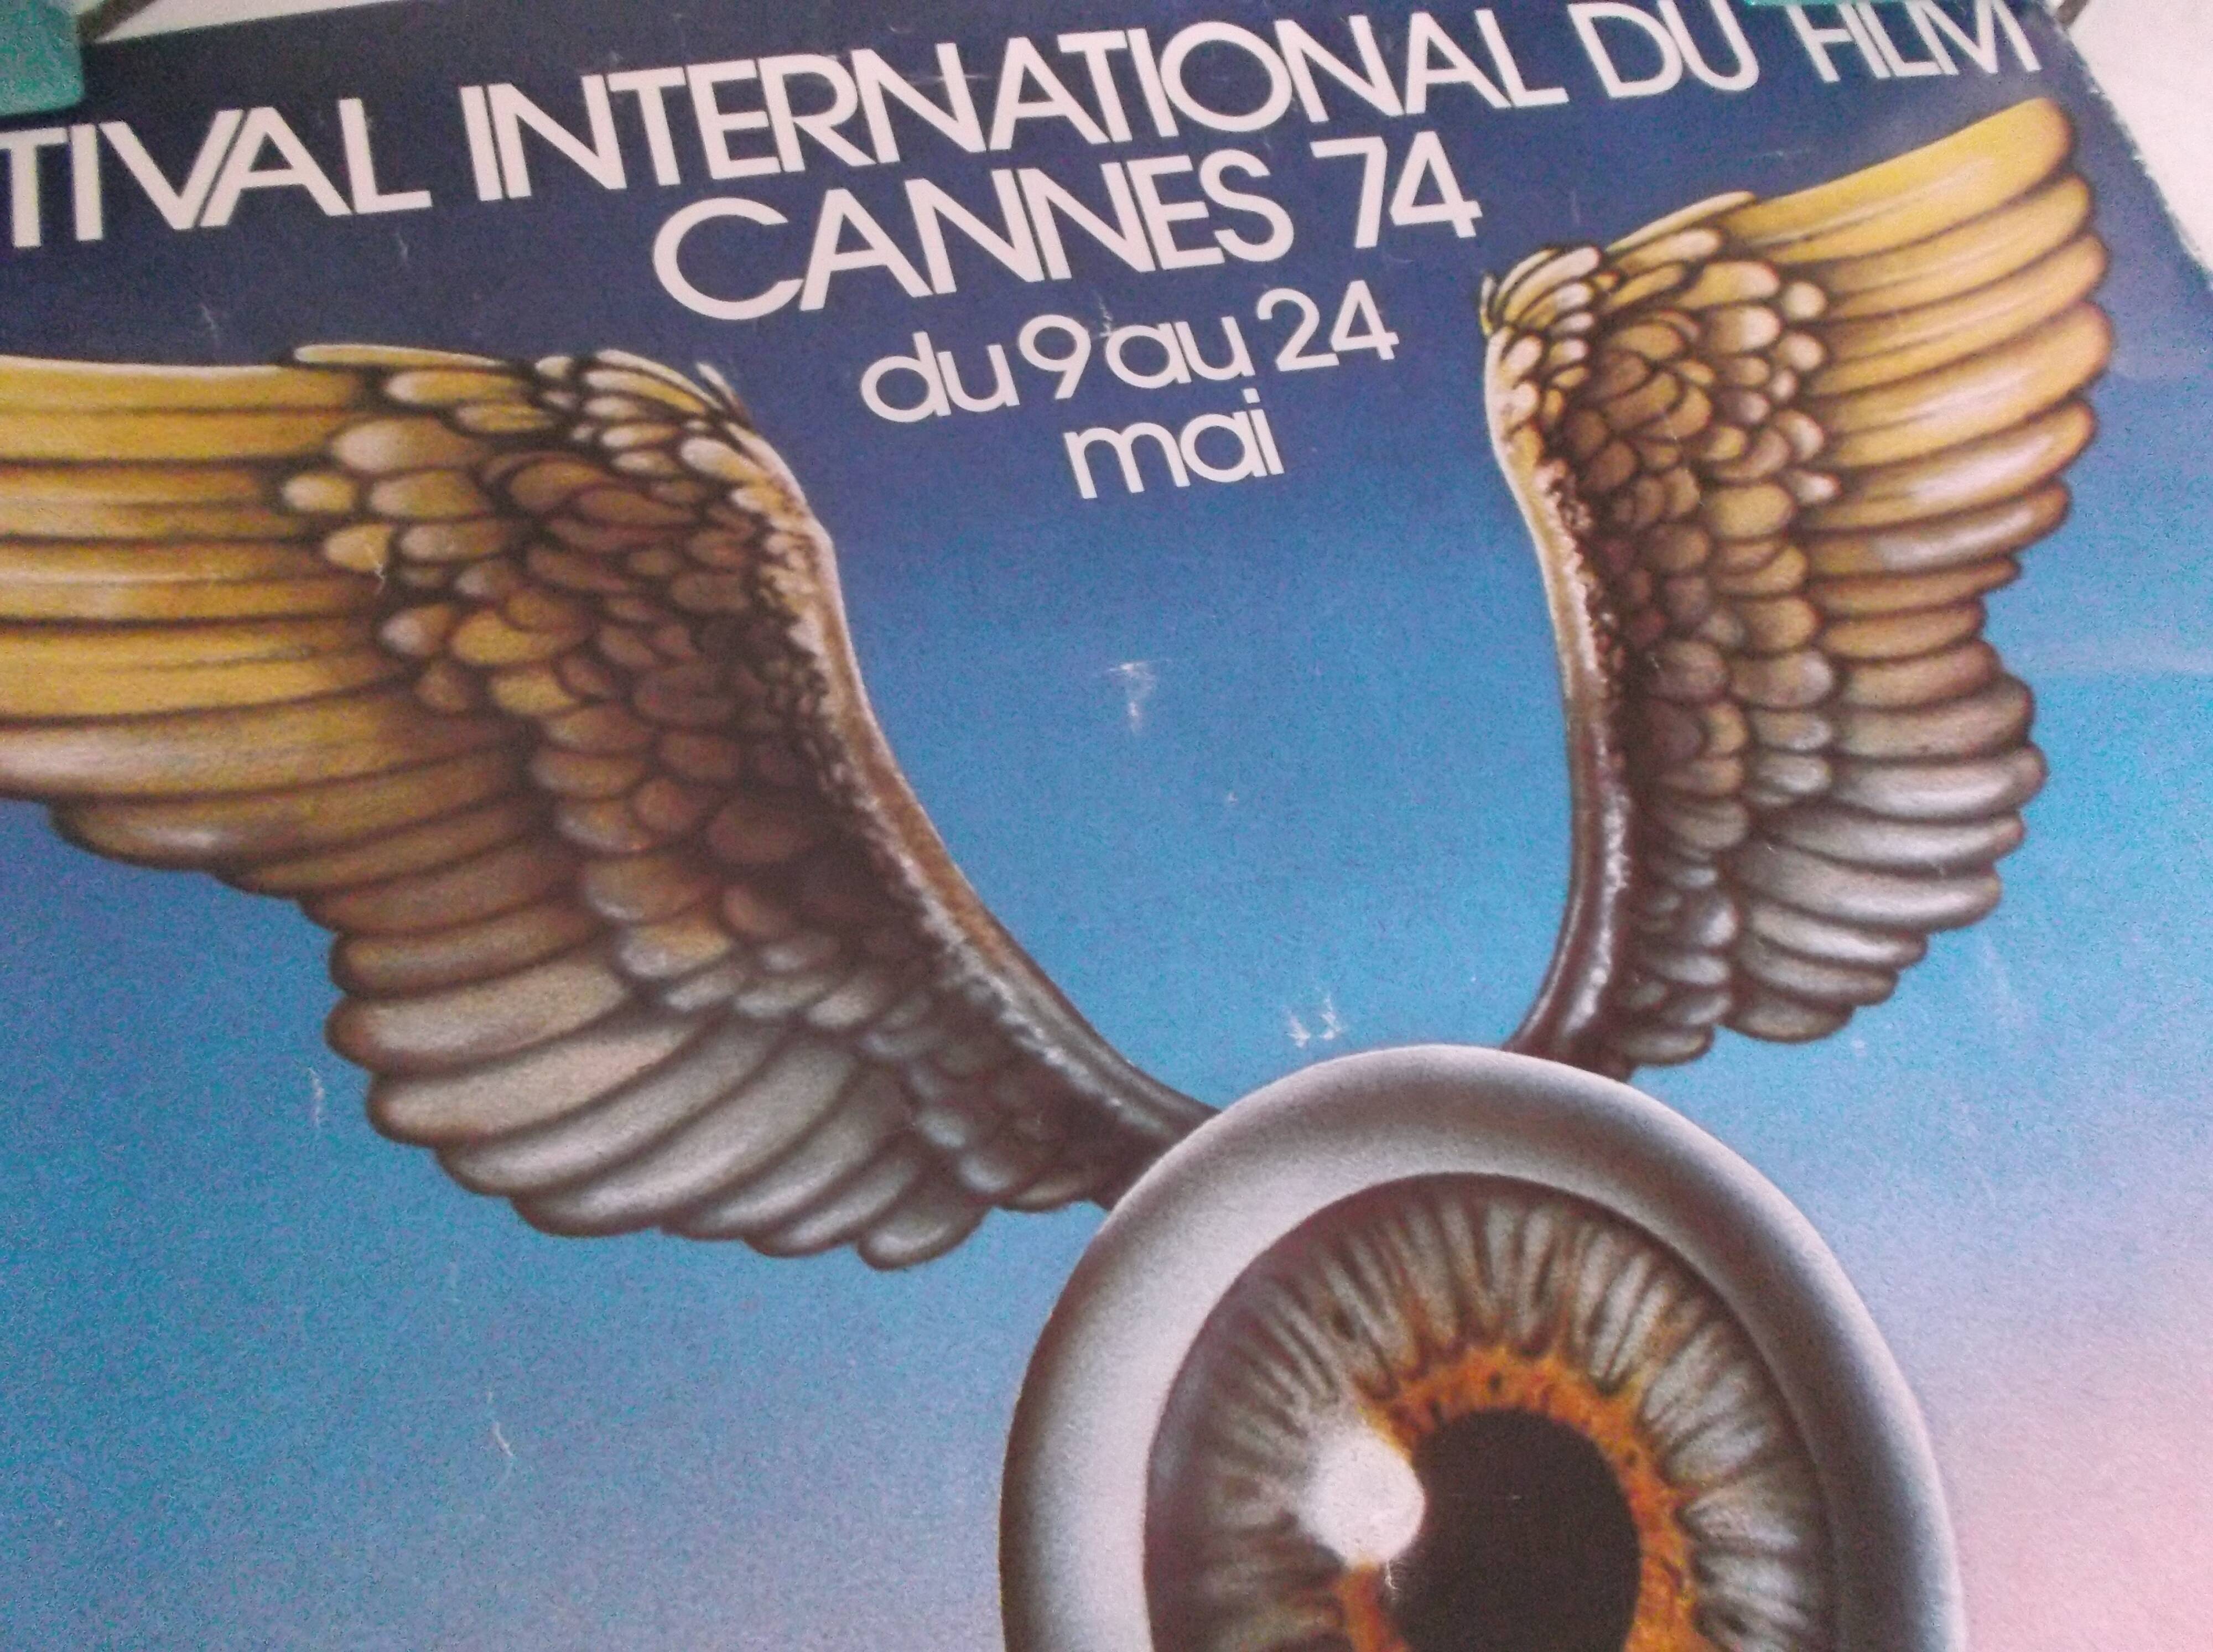 TIVAL INTERNATIONAL DU FILM
CANNES 74
du 9 au 24
mai